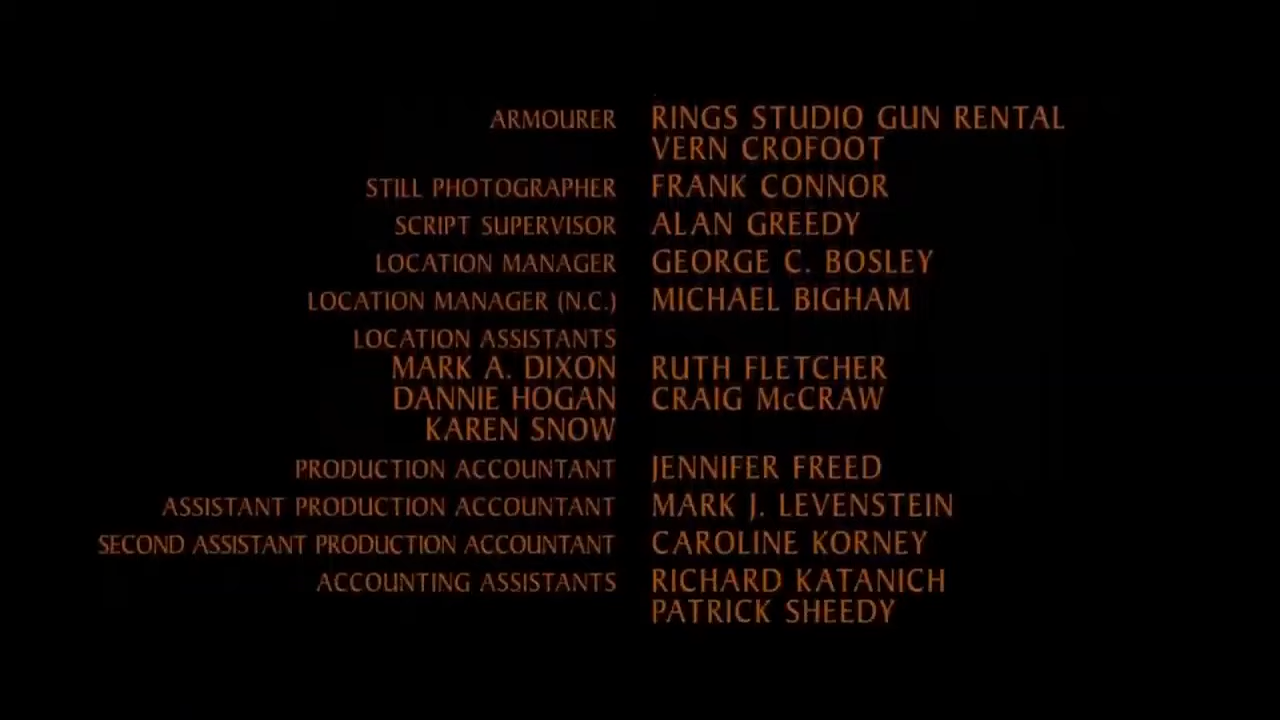 ARMOURER RINGS STUDIO GUN RENTAL
VERN CROFOOT
STILL PHOTOGRAPHER FRANK CONNOR
SCRIPT SUPERVISOR ALAN GREEDY
LOCATION MANAGER GEORGE C. BOSLEY
LOCATION MANAGER (N.C.) MICHAEL BIGHAM
LOCATION ASSISTANTS
MARK A. DIXON RUTH FLETCHER
DANNIE HOGAN CRAIG McCRAW
KAREN SNOW
PRODUCTION ACCOUNTANT JENNIFER FREED
ASSISTANT PRODUCTION ACCOUNTANT MARK J. LEVENSTEIN
SECOND ASSISTANT PRODUCTION ACCOUNTANT CAROLINE KORNEY
ACCOUNTING ASSISTANTS RICHARD KATANICH
PATRICK SHEEDY